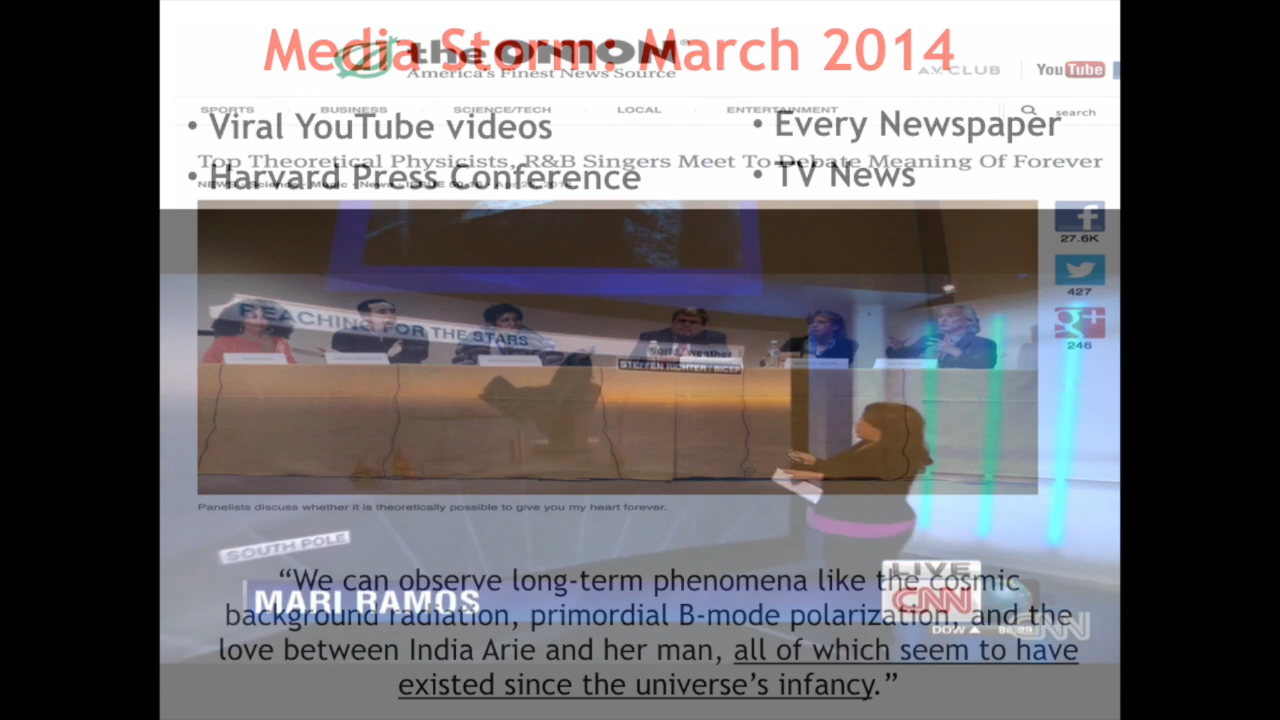 Media Storm: March 2014
the ONION
America's Finest News Source
A.V. CLUB
YouTube
SPORTS
BUSINESS
SCIENCE/TECH
LOCAL
ENTERTAINMENT
search
• Viral YouTube videos
• Every Newspaper
Top Theoretical Physicists, R&B Singers Meet To Debate Meaning Of Forever
• Harvard Press Conference
• TV News
27.6K
427
246
REACHING FOR THE STARS
STEFFEN RICHTER/BICEP
Panelists discuss whether it is theoretically possible to give you my heart forever.
SOUTH POLE
LIVE
CNN
MARI RAMOS
DOW
CNN
“We can observe long-term phenomena like the cosmic
background radiation, primordial B-mode polarization, and the
love between India Arie and her man, all of which seem to have
existed since the universe’s infancy.”